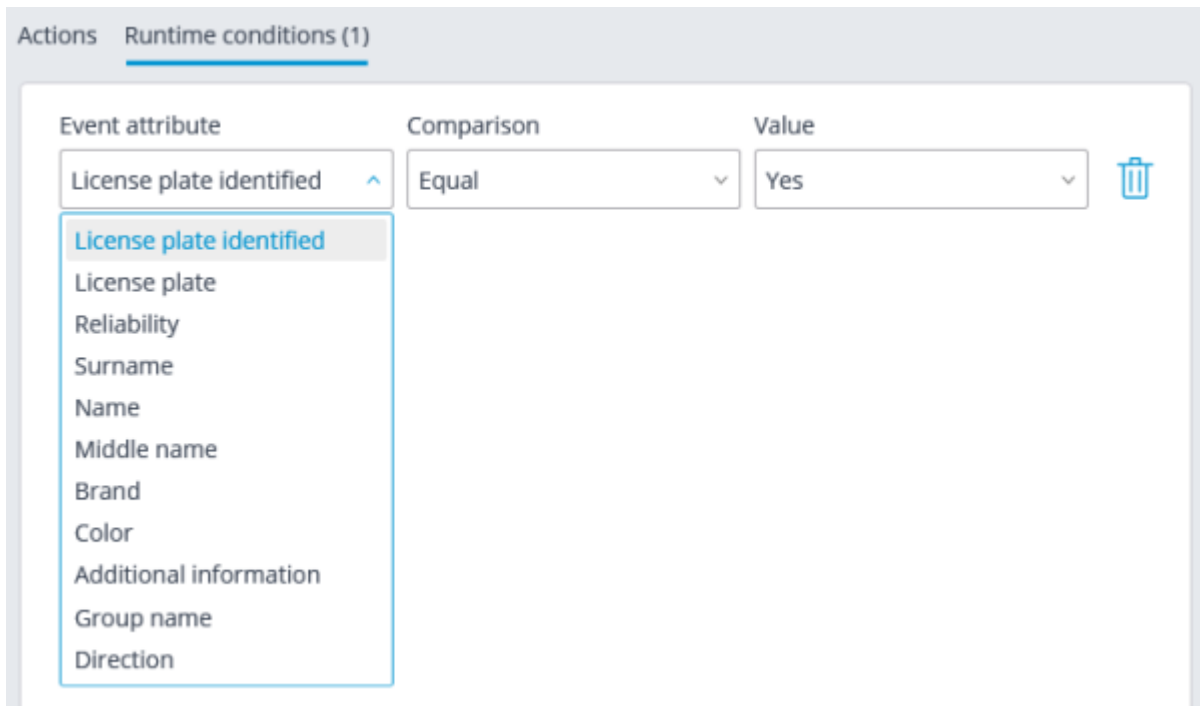 Actions Runtime conditions (1)
Event attribute Comparison Value
License plate identified Equal Yes
License plate identified
License plate
Reliability
Surname
Name
Middle name
Brand
Color
Additional information
Group name
Direction